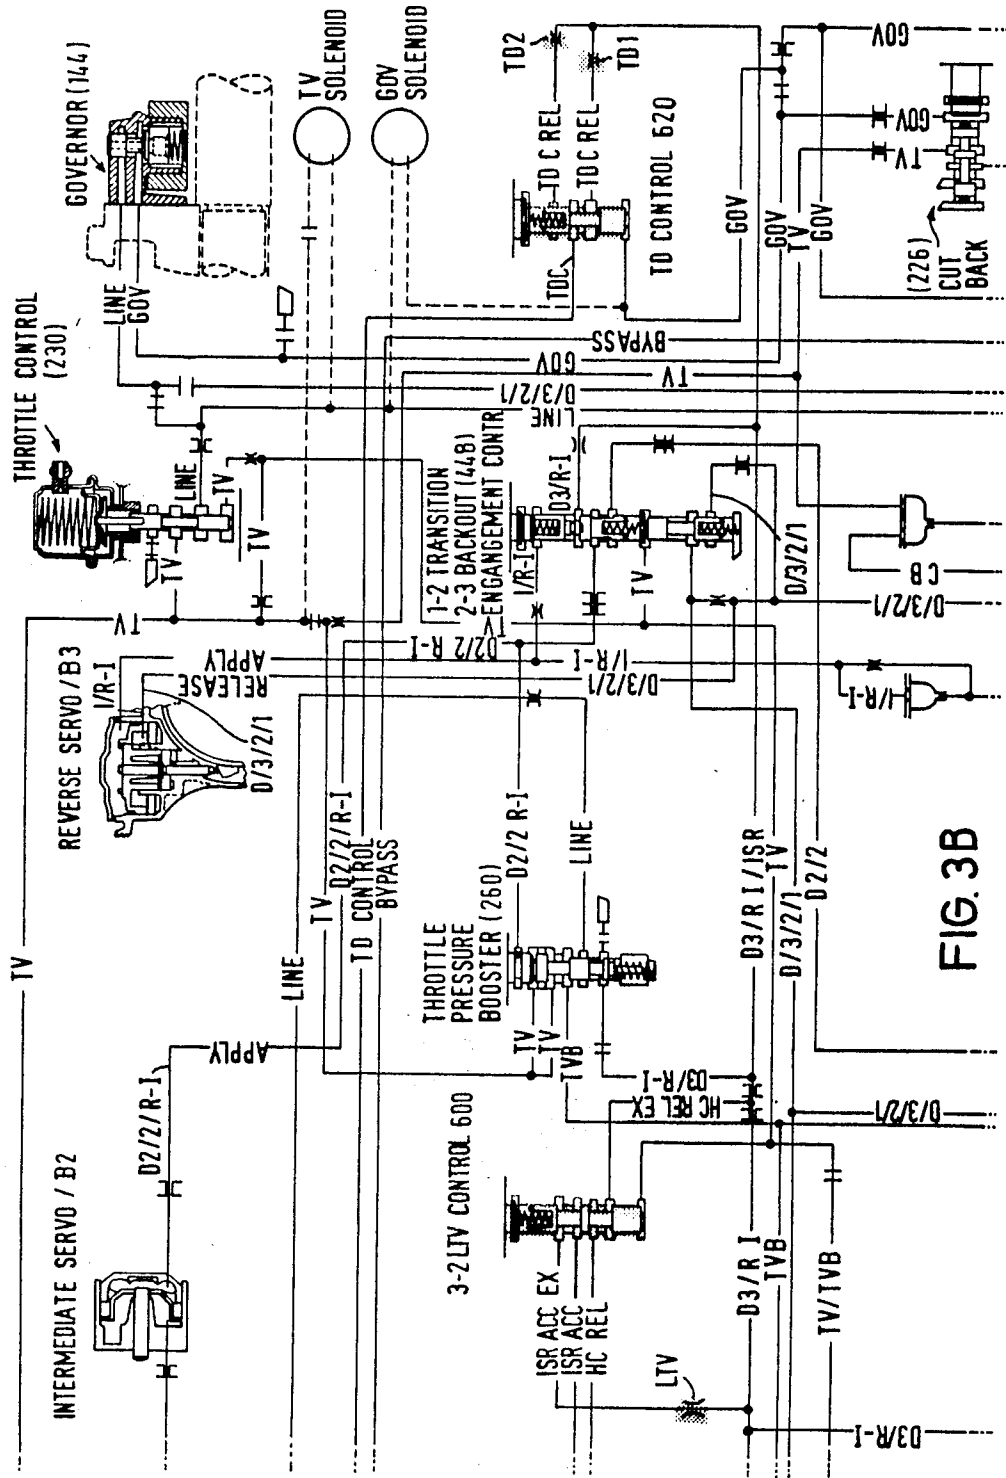 GOVERNOR (144)
TV
SOLENOID
GOV
SOLENOID
TD2
TD1
TD C REL
TDC REL
TD CONTROL 620
TDC
GOV
GOV
TV
GOV
GOV
GOV
TV
(226)
CUT
BACK
LINE
GOV
THROTTLE CONTROL
(230)
BYPASS
GOV
TV
D/3/2/1
LINE
LINE
TV
TV
TV
TV
1-2 TRANSITION
2-3 BACKOUT (448)
ENGANGEMENT CONTR
D3/R-I
I/R-I
TV
TV
D/3/2/1
CB
D/3/2/1
D2/2 R-I
I/R-I
D/3/2/1
I/R-I
REVERSE SERVO / B3
I/R-I
APPLY
RELEASE
D/3/2/1
TV
LINE
TV
D2/2/R-I
TD CONTROL
BYPASS
D2/2 R-I
LINE
THROTTLE
PRESSURE
BOOSTER (260)
TV
TV
TVB
D3/R I/ISR
TV
D/3/2/1
D2/2
APPLY
D2/2/R-I
INTERMEDIATE SERVO / B2
D3/R-I
HC REL EX
D/3/2/1
3-2 LTV CONTROL 600
ISR ACC EX
ISR ACC
HC REL
LTV
D3/R I
TVB
TV/TVB
D3/R-I
FIG. 3B